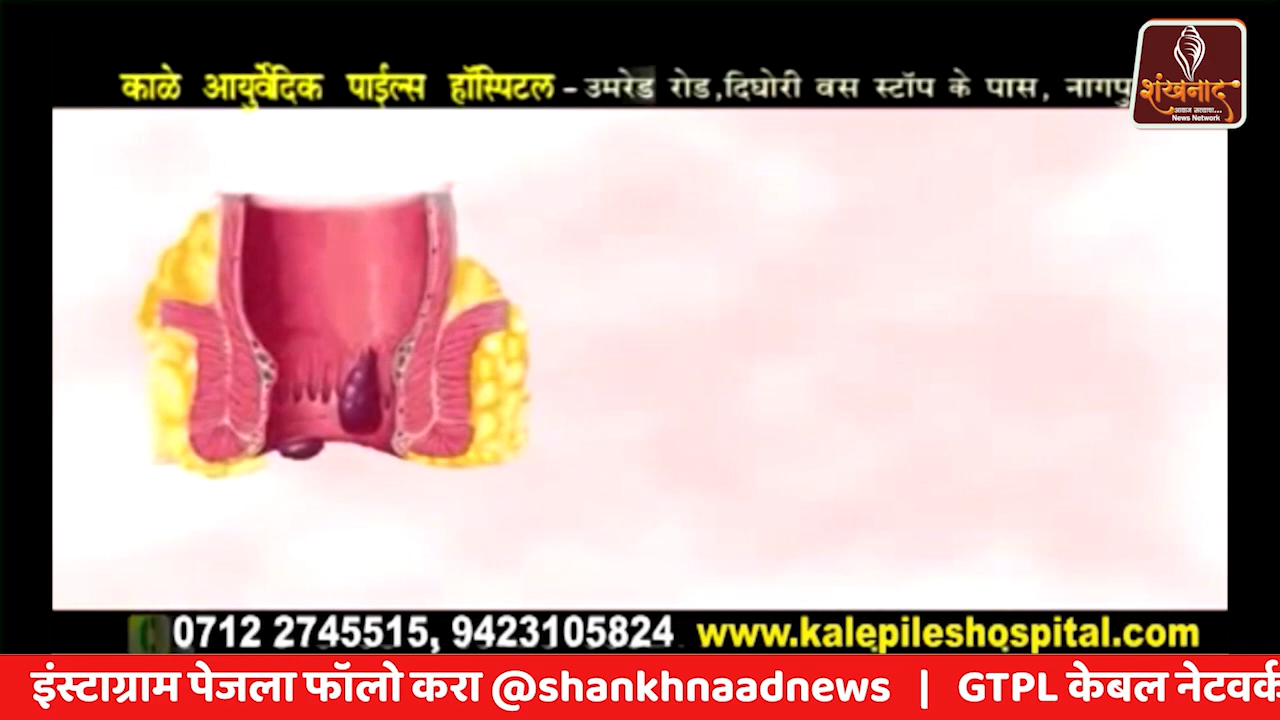 काळे आयुर्वेदिक पाईल्स हॉस्पिटल - उमरेड रोड,दिघोरी बस स्टॉप के पास, नागपु
शंखनाद
News Network
0712 2745515, 9423105824 www.kalepileshospital.com
इंस्टाग्राम पेजला फॉलो करा @shankhnaadnews | GTPL केबल नेटवर्क